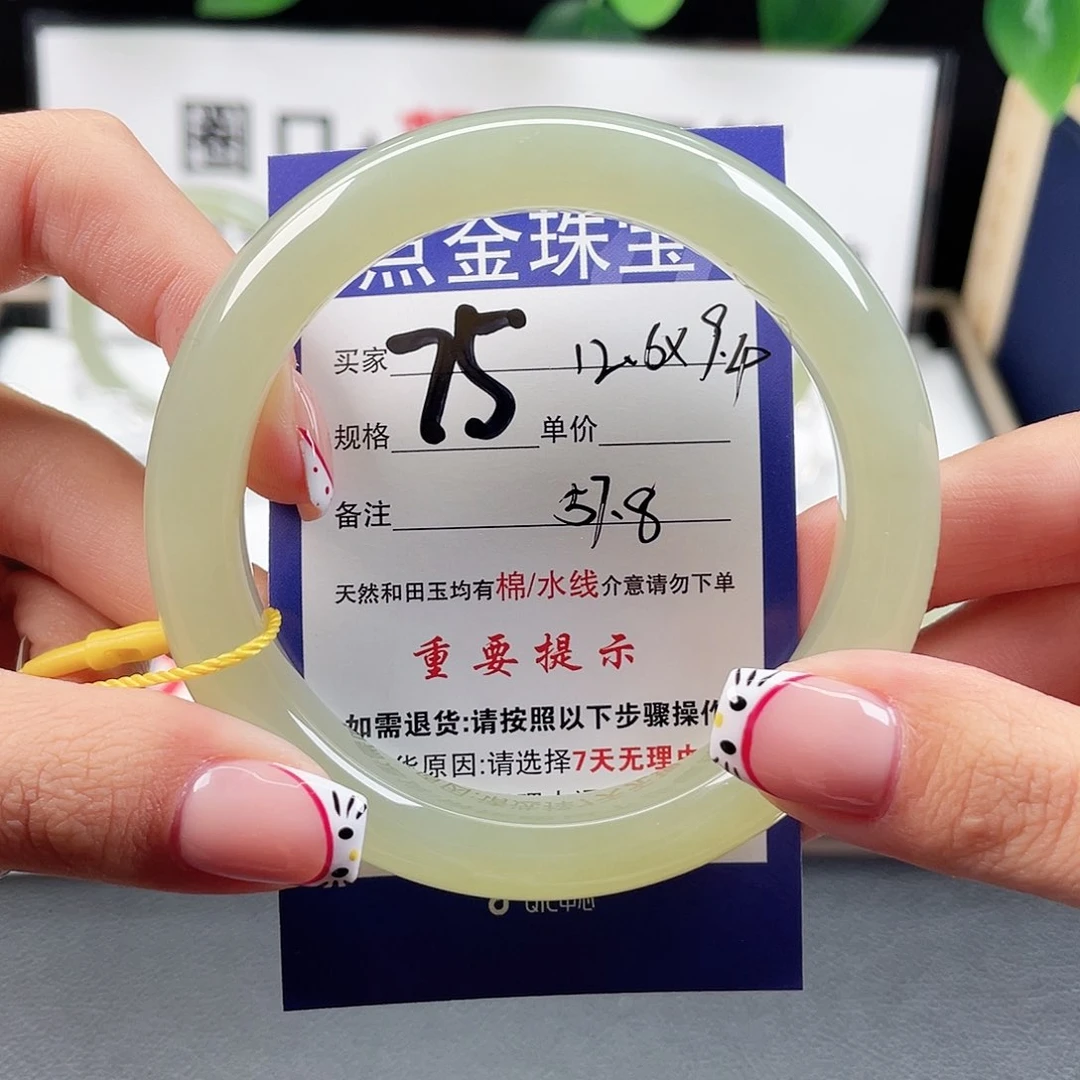 圈口
点金珠宝
买家 75 12.6X9.4
规格 单价
备注 57.8
天然和田玉均有棉/水线介意请勿下单
重要提示
如需退货:请按照以下步骤操作
货原因:请选择7天无理由
QIC中心